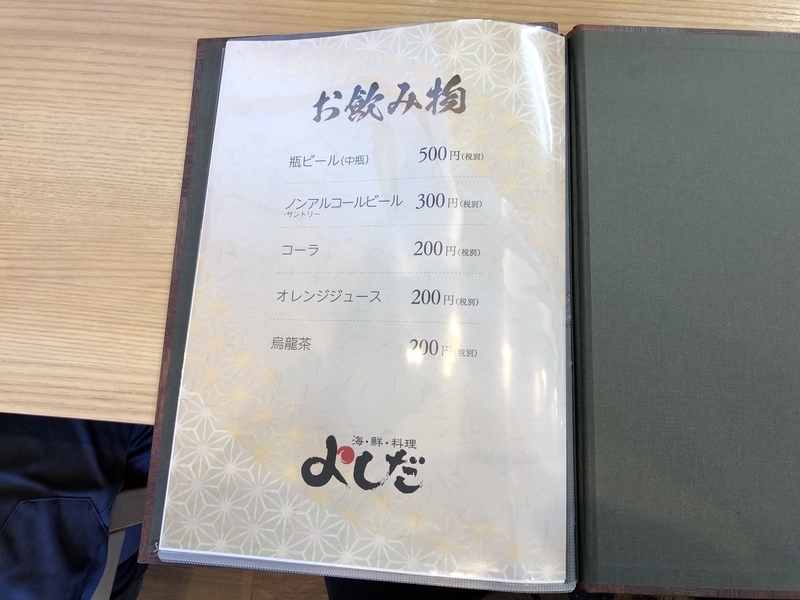 お飲み物
瓶ビール(中瓶) 500円(税別)
ノンアルコールビール 300円(税別)
・サントリー
コーラ 200円(税別)
オレンジジュース 200円(税別)
烏龍茶 200円(税別)
海・鮮・料理
よしだ